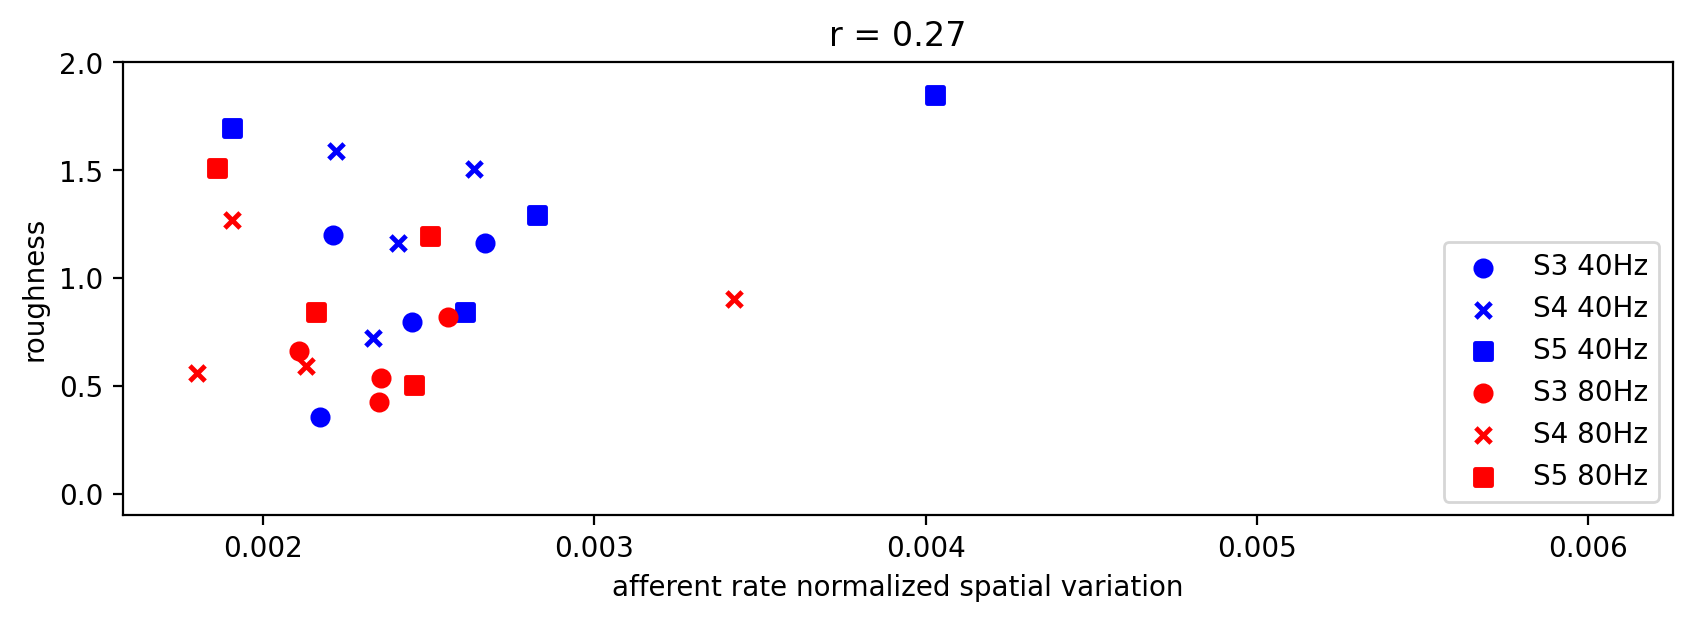 r = 0.27
2.0
1.5
1.0
0.5
0.0
roughness
S3 40Hz
S4 40Hz
S5 40Hz
S3 80Hz
S4 80Hz
S5 80Hz
0.002 0.003 0.004 0.005 0.006
afferent rate normalized spatial variation